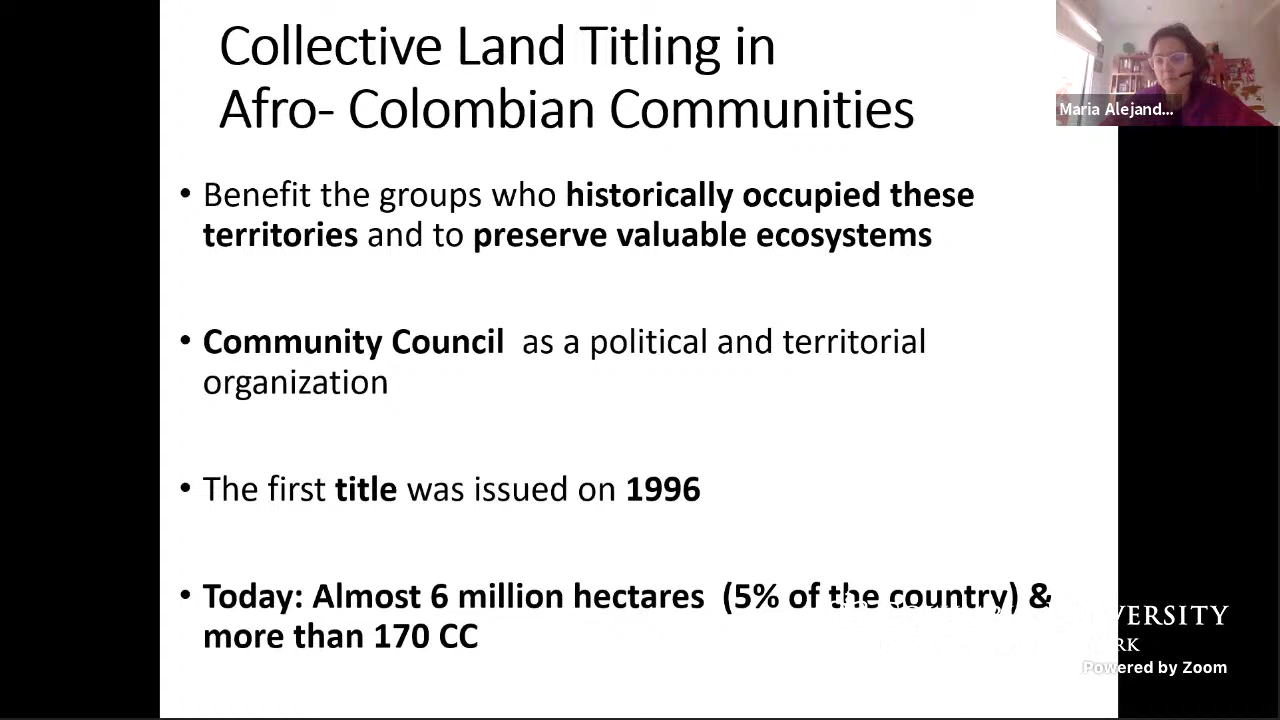 Collective Land Titling in
Afro- Colombian Communities
Maria Alejand...
• Benefit the groups who historically occupied these
territories and to preserve valuable ecosystems
• Community Council as a political and territorial
organization
• The first title was issued on 1996
• Today: Almost 6 million hectares (5% of the country) &
more than 170 CC
Powered by Zoom